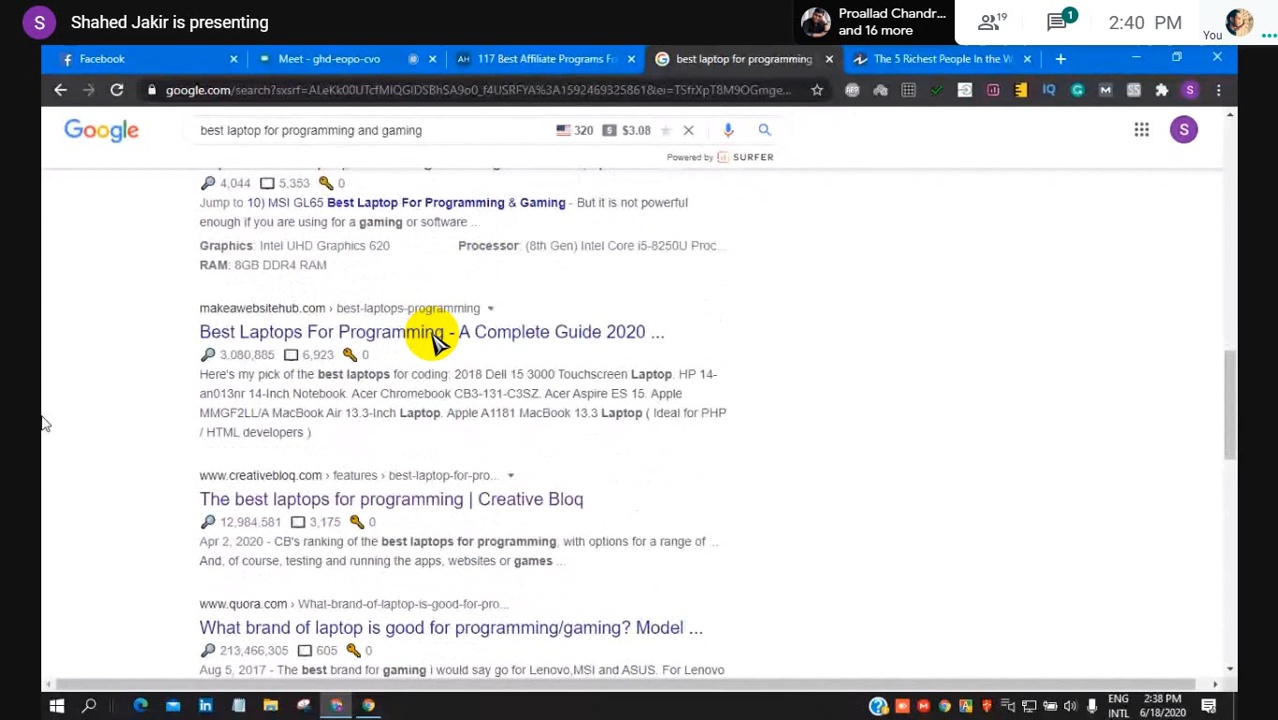 S Shahed Jakir is presenting
Proallad Chandr...
and 16 more
19
1
2:40 PM
You
Facebook
Meet - ghd-eopo-cvo
AH 117 Best Affiliate Programs Fo
best laptop for programming
The 5 Richest People In the W
google.com/search?sxsrf=ALeKk00UTcfMIQGIDSBhSA9o0_f4USRFYA%3A1592469325861&ei=TSfrXpT8M9OGmge...
Google
best laptop for programming and gaming
320
$3.08
S
Powered by SURFER
4,044 5,353 0
Jump to 10) MSI GL65 Best Laptop For Programming & Gaming - But it is not powerful
enough if you are using for a gaming or software ...
Graphics: Intel UHD Graphics 620 Processor: (8th Gen) Intel Core i5-8250U Proc...
RAM: 8GB DDR4 RAM
makeawebsitehub.com › best-laptops-programming
Best Laptops For Programming - A Complete Guide 2020 ...
3,080,885 6,923 0
Here's my pick of the best laptops for coding: 2018 Dell 15 3000 Touchscreen Laptop. HP 14-
an013nr 14-Inch Notebook. Acer Chromebook CB3-131-C3SZ. Acer Aspire ES 15. Apple
MMGF2LL/A MacBook Air 13.3-Inch Laptop. Apple A1181 MacBook 13.3 Laptop ( Ideal for PHP
/ HTML developers )
www.creativebloq.com › features › best-laptop-for-pro...
The best laptops for programming | Creative Bloq
12,984,581 3,175 0
Apr 2, 2020 - CB's ranking of the best laptops for programming, with options for a range of ...
And, of course, testing and running the apps, websites or games ...
www.quora.com › What-brand-of-laptop-is-good-for-pro...
What brand of laptop is good for programming/gaming? Model ...
213,466,305 605 0
Aug 5, 2017 - The best brand for gaming i would say go for Lenovo,MSI and ASUS. For Lenovo
ENG
INTL
2:38 PM
6/18/2020